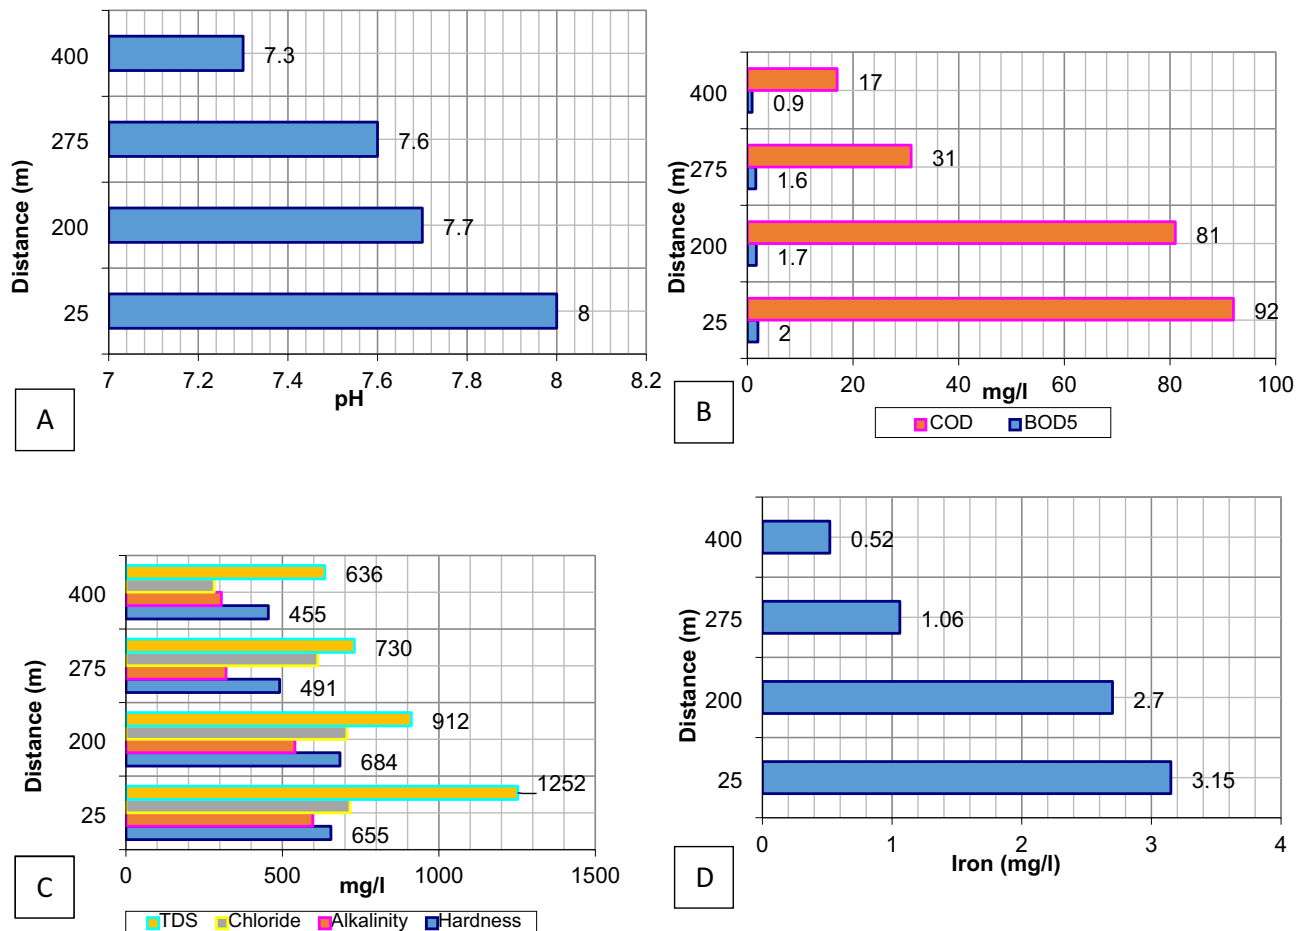 400
7.3
275
7.6
200
7.7
25
8
Distance (m)
7 7.2 7.4 7.6 7.8 8 8.2
pH
A
400
17
0.9
275
31
1.6
200
81
1.7
25
92
2
Distance (m)
0 20 40 60 80 100
mg/l
COD BOD5
B
400
636
455
275
730
491
200
912
684
25
1252
655
Distance (m)
0 500 1000 1500
mg/l
TDS Chloride Alkalinity Hardness
C
400
0.52
275
1.06
200
2.7
25
3.15
Distance (m)
0 1 2 3 4
Iron (mg/l)
D